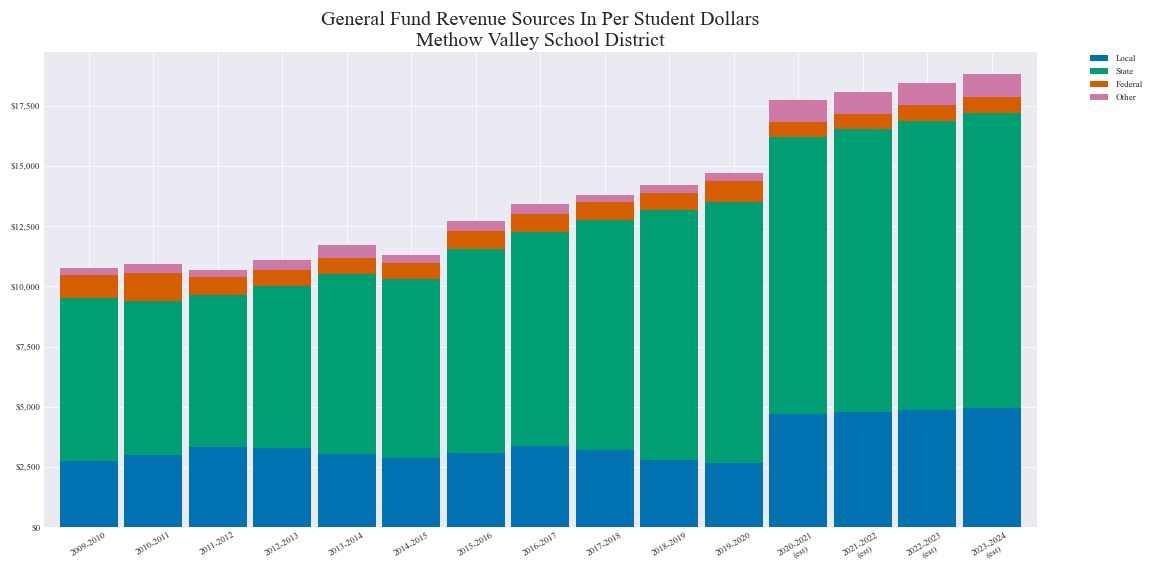 General Fund Revenue Sources In Per Student Dollars
Methow Valley School District
Local
State
Federal
Other
$17,500
$15,000
$12,500
$10,000
$7,500
$5,000
$2,500
$0
2009-2010
2010-2011
2011-2012
2012-2013
2013-2014
2014-2015
2015-2016
2016-2017
2017-2018
2018-2019
2019-2020
2020-2021
(est)
2021-2022
(est)
2022-2023
(est)
2023-2024
(est)